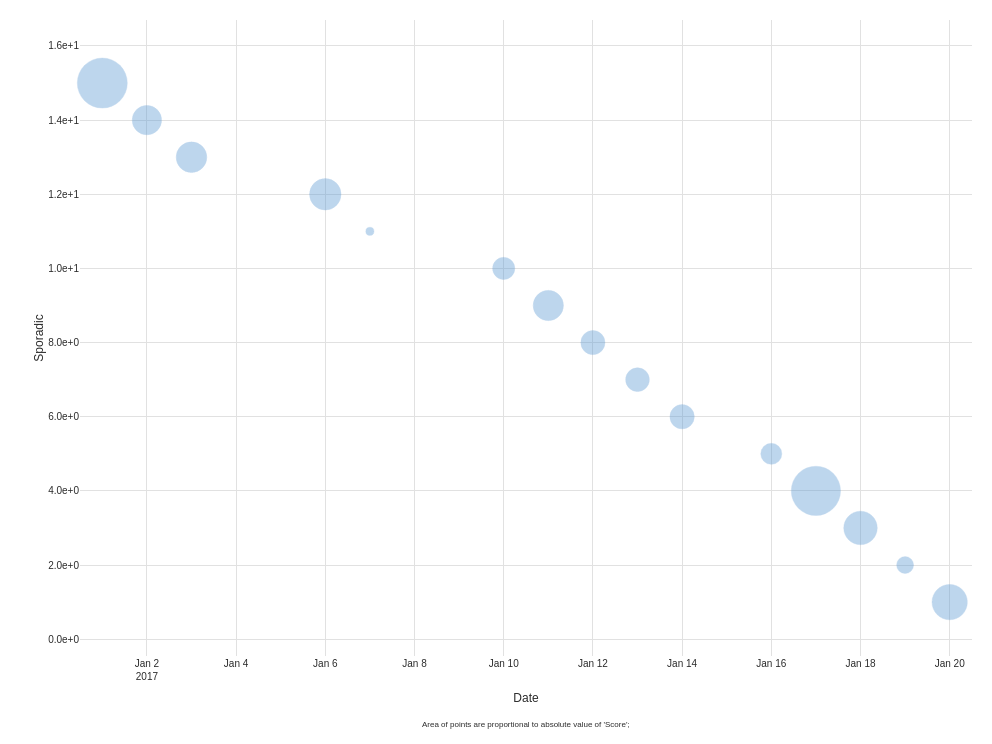 1.6e+1
1.4e+1
1.2e+1
1.0e+1
8.0e+0
6.0e+0
4.0e+0
2.0e+0
0.0e+0
Sporadic
Jan 2 Jan 4 Jan 6 Jan 8 Jan 10 Jan 12 Jan 14 Jan 16 Jan 18 Jan 20
2017
Date
Area of points are proportional to absolute value of 'Score';